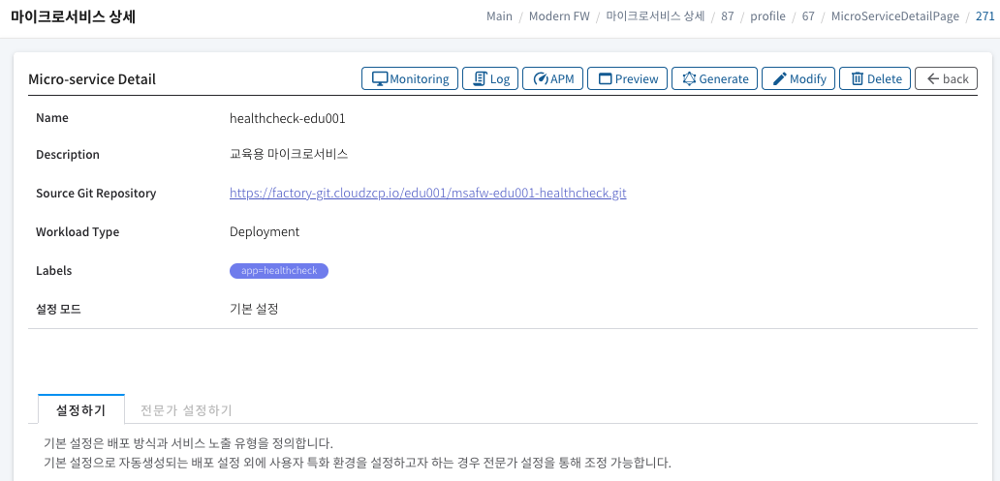 마이크로서비스 상세
Main / Modern FW / 마이크로서비스 상세 / 87 / profile / 67 / MicroServiceDetailPage / 271
Micro-service Detail
Monitoring Log APM Preview Generate Modify Delete back
Name healthcheck-edu001
Description 교육용 마이크로서비스
Source Git Repository https://factory-git.cloudzcp.io/edu001/msafw-edu001-healthcheck.git
Workload Type Deployment
Labels app=healthcheck
설정 모드 기본 설정
설정하기 전문가 설정하기
기본 설정은 배포 방식과 서비스 노출 유형을 정의합니다.
기본 설정으로 자동생성되는 배포 설정 외에 사용자 특화 환경을 설정하고자 하는 경우 전문가 설정을 통해 조정 가능합니다.